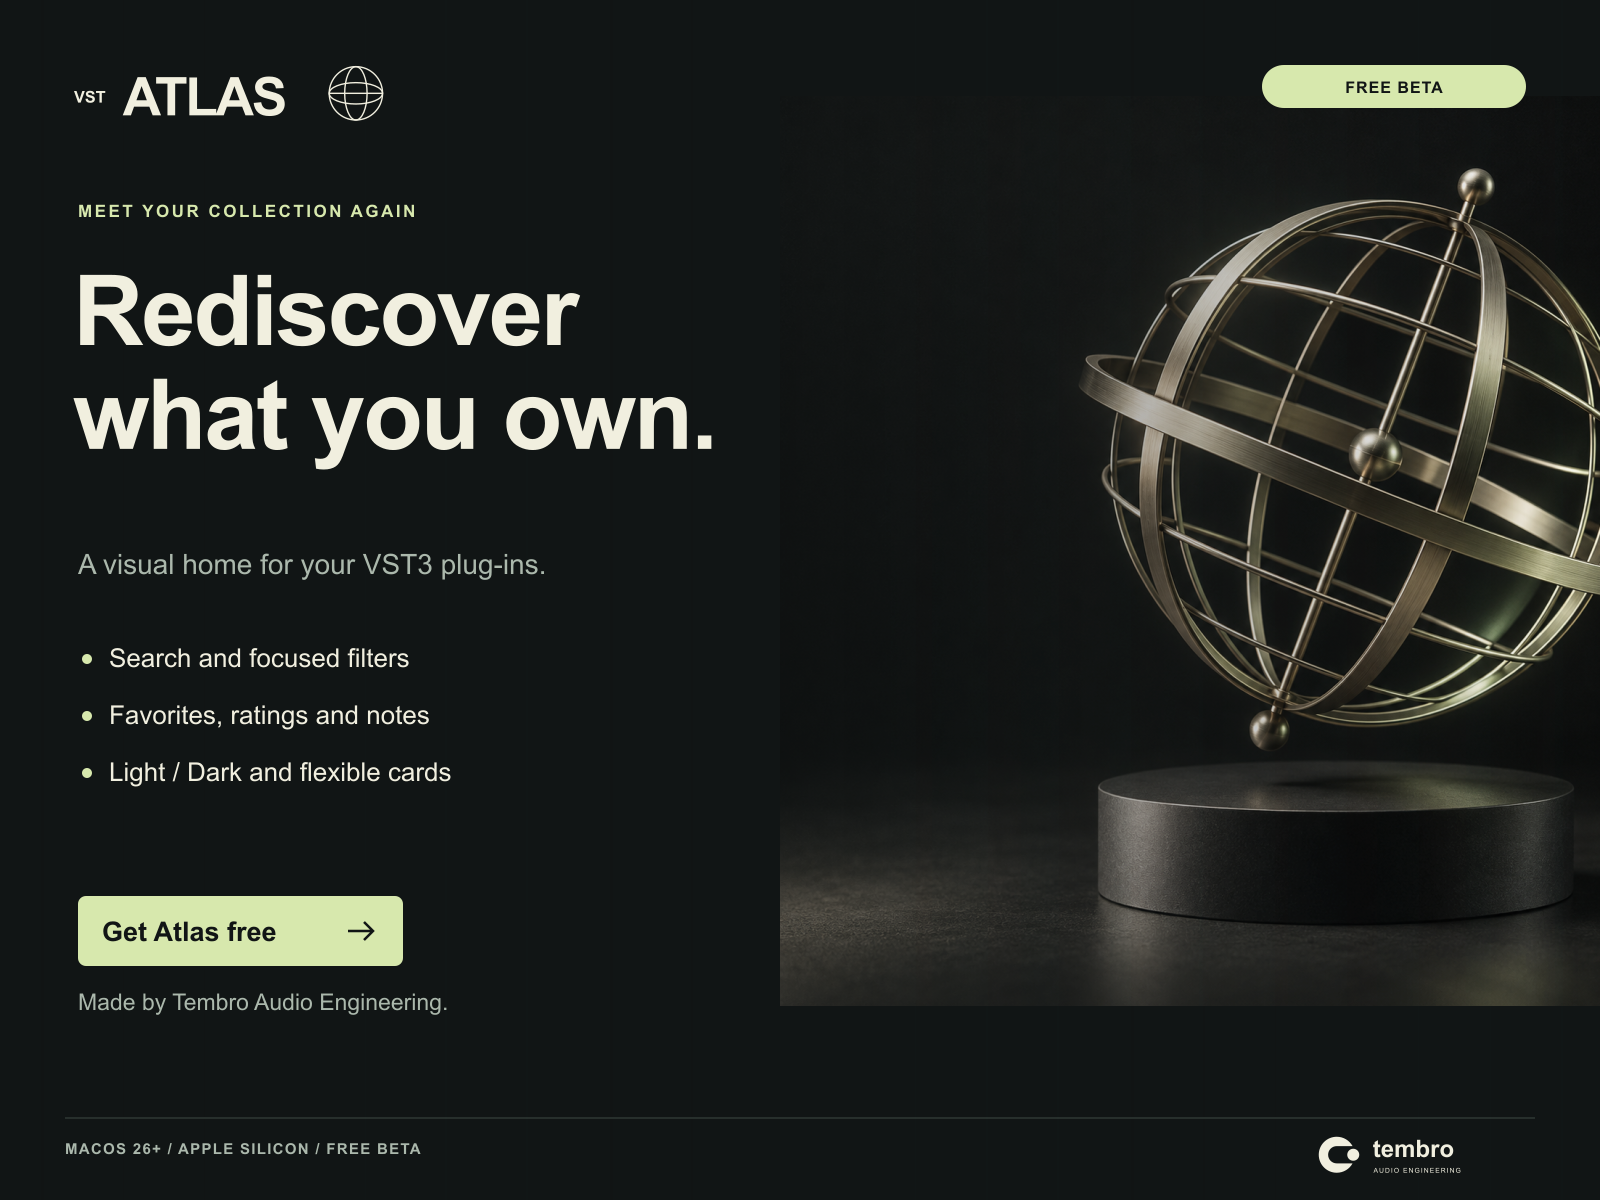 VST ATLAS
FREE BETA
MEET YOUR COLLECTION AGAIN
Rediscover
what you own.
A visual home for your VST3 plug-ins.
Search and focused filters
Favorites, ratings and notes
Light / Dark and flexible cards
Get Atlas free
Made by Tembro Audio Engineering.
MACOS 26+ / APPLE SILICON / FREE BETA
tembro
AUDIO ENGINEERING